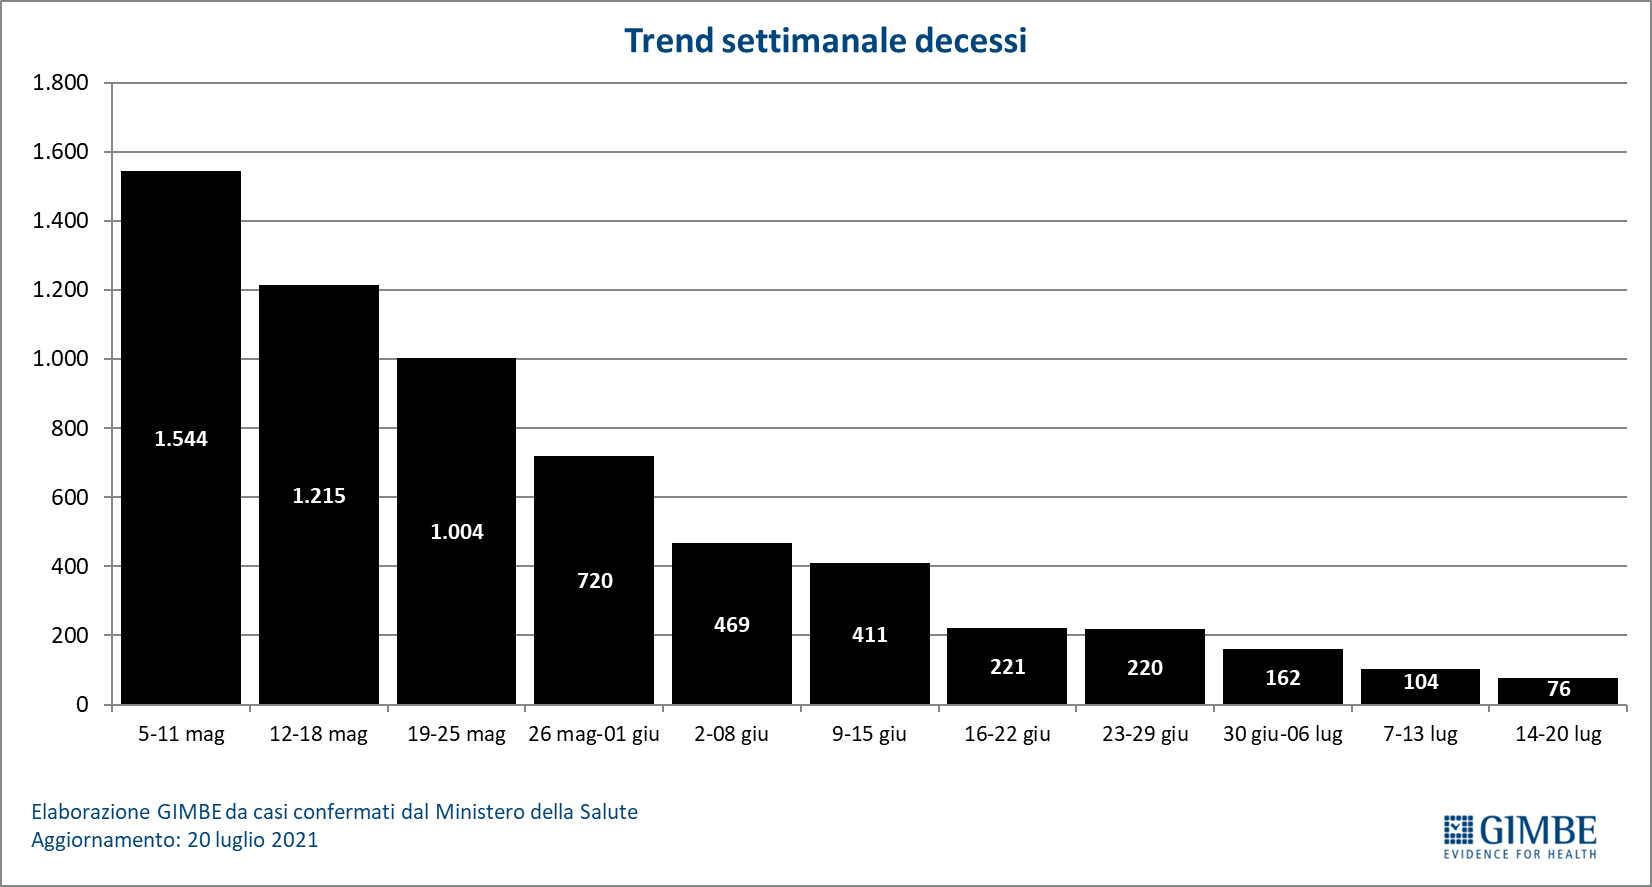 Trend settimanale decessi
1.800
1.600
1.400
1.200
1.000
800
600
400
200
0
1.544
1.215
1.004
720
469
411
221
220
162
104
76
5-11 mag
12-18 mag
19-25 mag
26 mag-01 giu
2-08 giu
9-15 giu
16-22 giu
23-29 giu
30 giu-06 lug
7-13 lug
14-20 lug
Elaborazione GIMBE da casi confermati dal Ministero della Salute
Aggiornamento: 20 luglio 2021
GIMBE
EVIDENCE FOR HEALTH